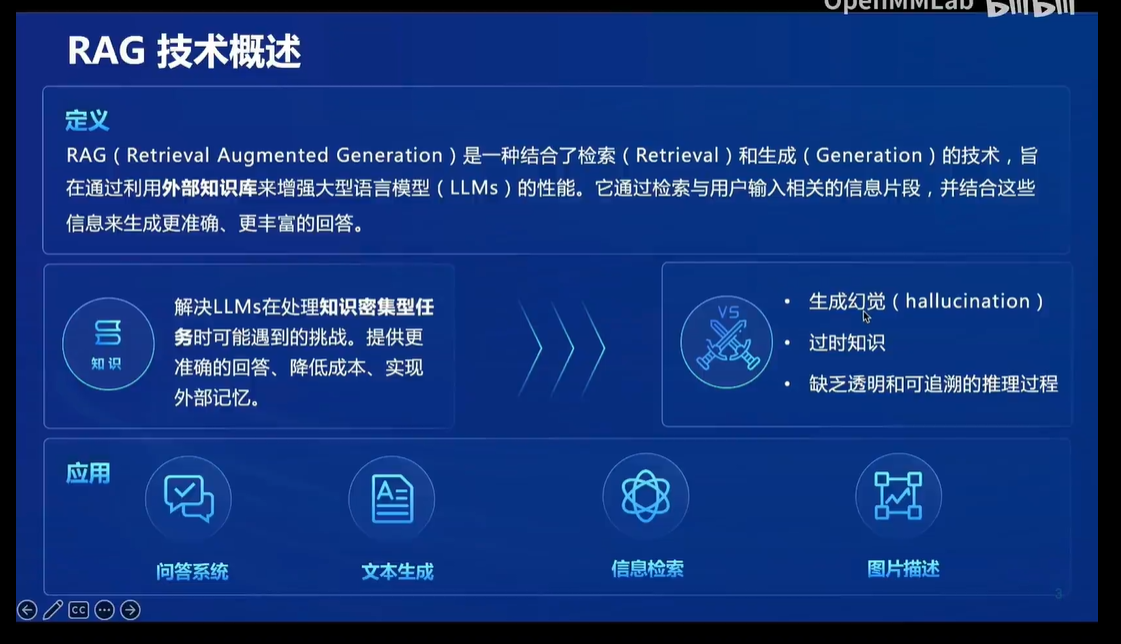 OpenMMLab bilibili
RAG 技术概述
定义
RAG（Retrieval Augmented Generation）是一种结合了检索（Retrieval）和生成（Generation）的技术，旨
在通过利用外部知识库来增强大型语言模型（LLMs）的性能。它通过检索与用户输入相关的信息片段，并结合这些
信息来生成更准确、更丰富的回答。
知识
解决LLMs在处理知识密集型任
务时可能遇到的挑战。提供更
准确的回答、降低成本、实现
外部记忆。
VS
• 生成幻觉（hallucination）
• 过时知识
• 缺乏透明和可追溯的推理过程
应用
A
问答系统
文本生成
信息检索
图片描述
3
CC